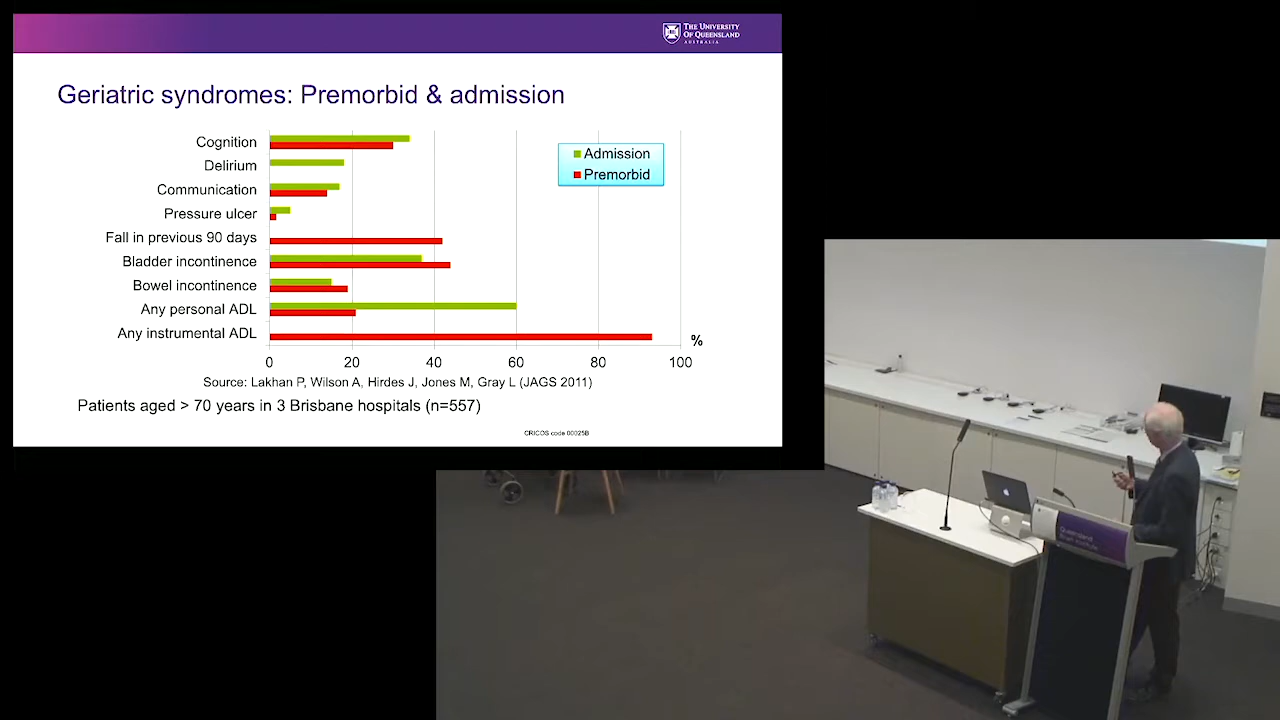 THE UNIVERSITY
OF QUEENSLAND
AUSTRALIA
Geriatric syndromes: Premorbid & admission
Cognition
Delirium
Communication
Pressure ulcer
Fall in previous 90 days
Bladder incontinence
Bowel incontinence
Any personal ADL
Any instrumental ADL
Admission
Premorbid
%
0 20 40 60 80 100
Source: Lakhan P, Wilson A, Hirdes J, Jones M, Gray L (JAGS 2011)
Patients aged > 70 years in 3 Brisbane hospitals (n=557)
CRICOS code 00025B
Queensland
Brain Institute